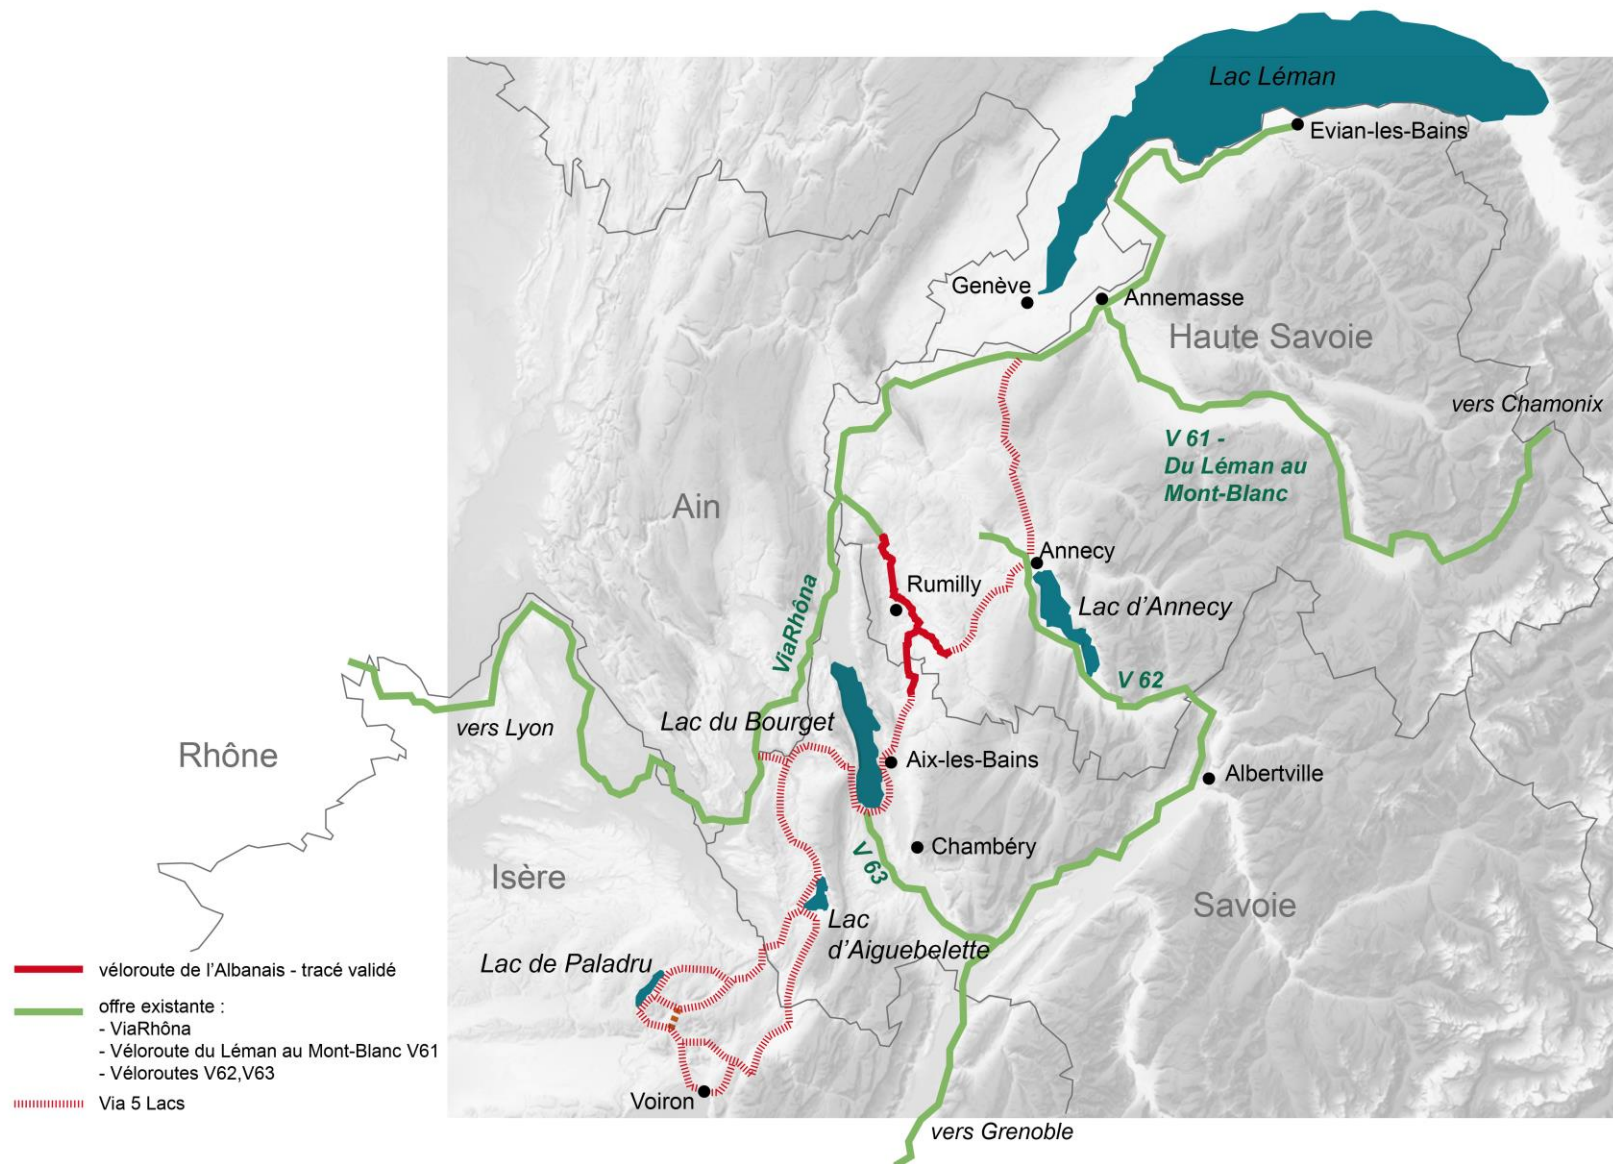 Lac Léman
Evian-les-Bains
Genève
Annemasse
Haute Savoie
vers Chamonix
V 61 -
Du Léman au
Mont-Blanc
Ain
Annecy
Rumilly
Lac d'Annecy
ViaRhôna
V 62
Lac du Bourget
vers Lyon
Rhône
Aix-les-Bains
Albertville
Chambéry
V 63
Isère
Savoie
Lac
d'Aiguebelette
Lac de Paladru
véloroute de l'Albanais - tracé validé
offre existante :
- ViaRhôna
- Véloroute du Léman au Mont-Blanc V61
- Véloroutes V62,V63
Via 5 Lacs
Voiron
vers Grenoble